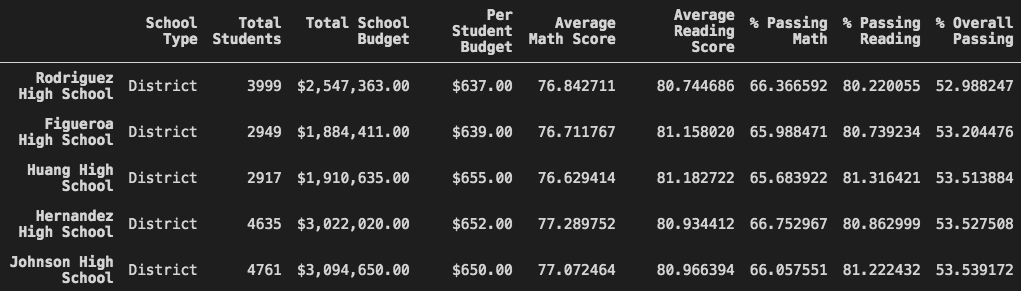 School Type Total Students Total School Budget Per Student Budget Average Math Score Average Reading Score % Passing Math % Passing Reading % Overall Passing
Rodriguez High School District 3999 $2,547,363.00 $637.00 76.842711 80.744686 66.366592 80.220055 52.988247
Figueroa High School District 2949 $1,884,411.00 $639.00 76.711767 81.158020 65.988471 80.739234 53.204476
Huang High School District 2917 $1,910,635.00 $655.00 76.629414 81.182722 65.683922 81.316421 53.513884
Hernandez High School District 4635 $3,022,020.00 $652.00 77.289752 80.934412 66.752967 80.862999 53.527508
Johnson High School District 4761 $3,094,650.00 $650.00 77.072464 80.966394 66.057551 81.222432 53.539172